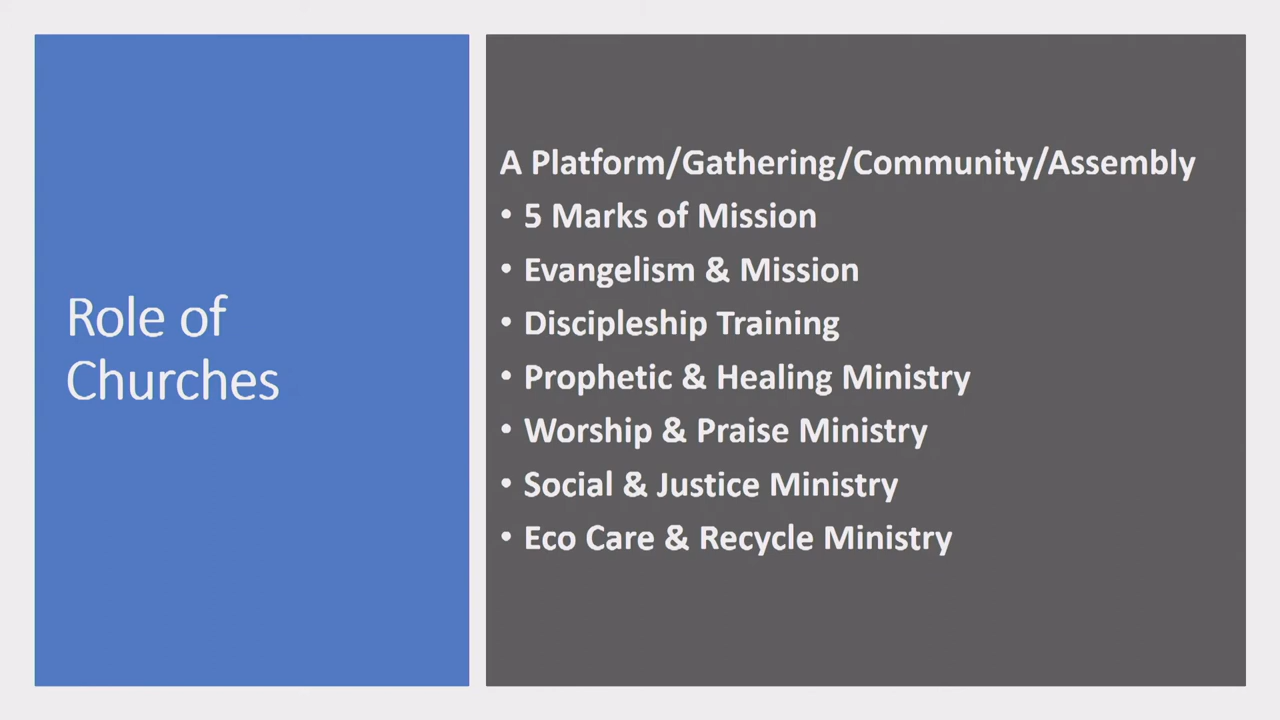 Role of
Churches
A Platform/Gathering/Community/Assembly
• 5 Marks of Mission
• Evangelism & Mission
• Discipleship Training
• Prophetic & Healing Ministry
• Worship & Praise Ministry
• Social & Justice Ministry
• Eco Care & Recycle Ministry